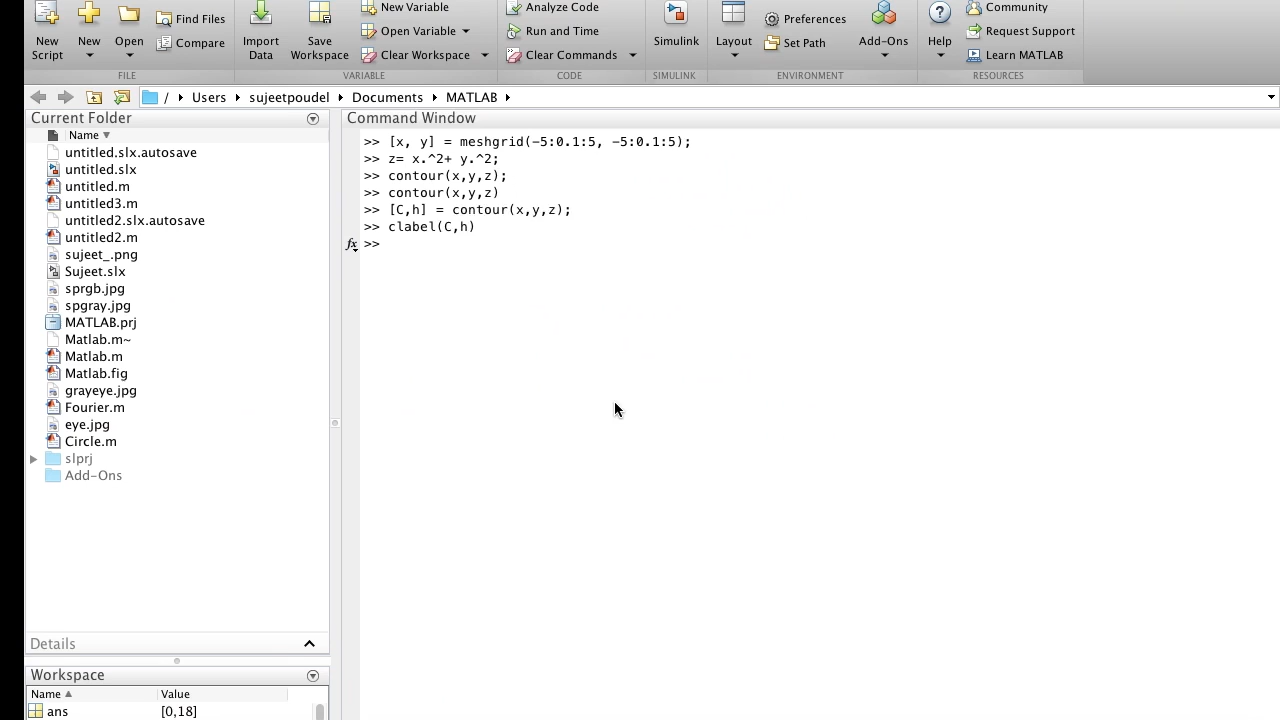 New Script
New
Open
Find Files
Compare
Import Data
Save Workspace
New Variable
Open Variable
Clear Workspace
Analyze Code
Run and Time
Clear Commands
Simulink
Layout
Preferences
Set Path
Add-Ons
Help
Community
Request Support
Learn MATLAB
FILE
VARIABLE
CODE
SIMULINK
ENVIRONMENT
RESOURCES
/ Users sujeetpoudel Documents MATLAB
Current Folder
Name
untitled.slx.autosave
untitled.slx
untitled.m
untitled3.m
untitled2.slx.autosave
untitled2.m
sujeet_.png
Sujeet.slx
sprgb.jpg
spgray.jpg
MATLAB.prj
Matlab.m~
Matlab.m
Matlab.fig
grayeye.jpg
Fourier.m
eye.jpg
Circle.m
slprj
Add-Ons
Details
Workspace
Name Value
ans [0,18]
Command Window
>> [x, y] = meshgrid(-5:0.1:5, -5:0.1:5);
>> z= x.^2+ y.^2;
>> contour(x,y,z);
>> contour(x,y,z)
>> [C,h] = contour(x,y,z);
>> clabel(C,h)
fx >>